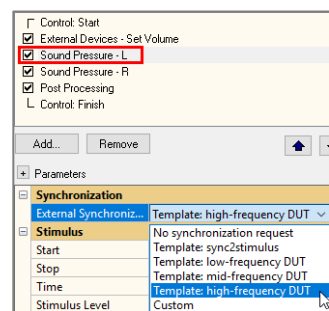 Control: Start
External Devices - Set Volume
Sound Pressure - L
Sound Pressure - R
Post Processing
Control: Finish
Add... Remove
Parameters
Synchronization
External Synchroniz... Template: high-frequency DUT
Stimulus No synchronization request
Start Template: sync2stimulus
Stop Template: low-frequency DUT
Time Template: mid-frequency DUT
Template: high-frequency DUT
Stimulus Level Custom